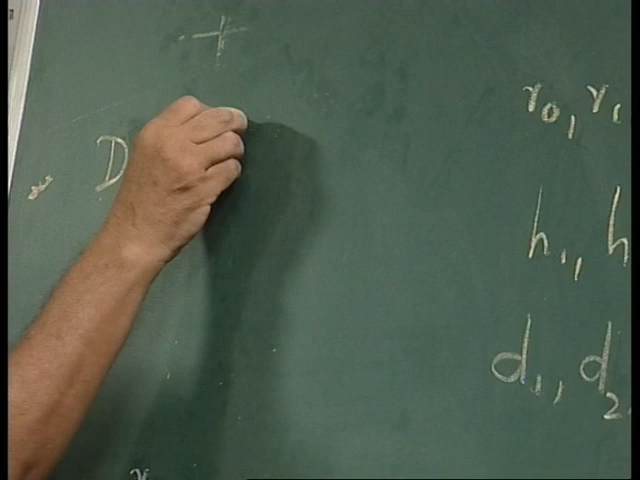 +
r₀, r₁
D
h₁, h
d₁, d₂